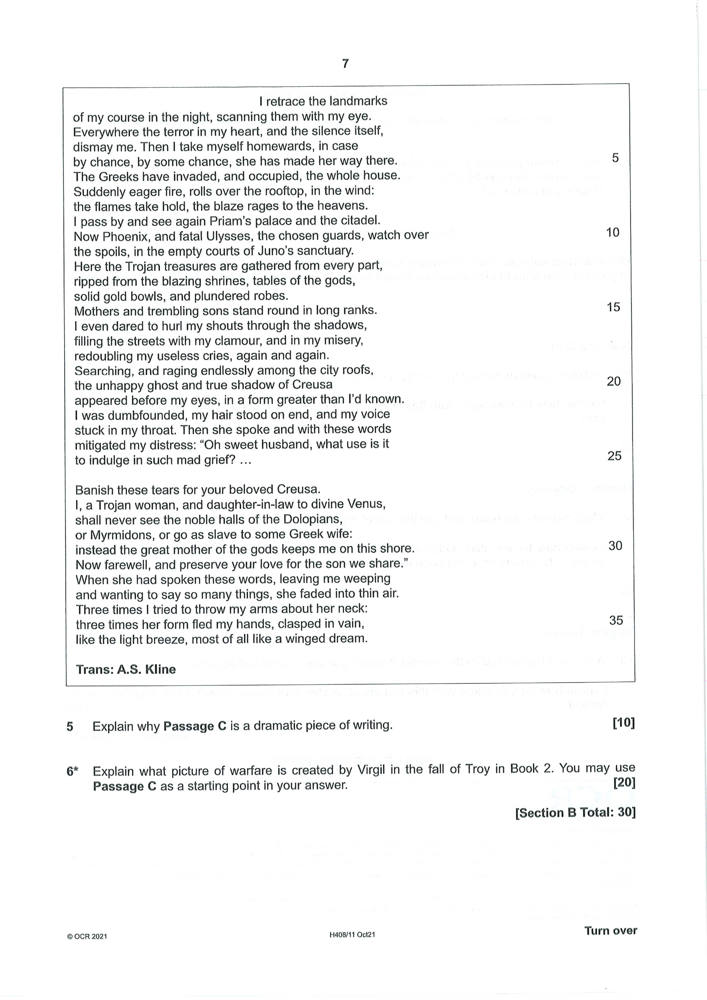 7
I retrace the landmarks
of my course in the night, scanning them with my eye.
Everywhere the terror in my heart, and the silence itself,
dismay me. Then I take myself homewards, in case
by chance, by some chance, she has made her way there. 5
The Greeks have invaded, and occupied, the whole house.
Suddenly eager fire, rolls over the rooftop, in the wind:
the flames take hold, the blaze rages to the heavens.
I pass by and see again Priam’s palace and the citadel.
Now Phoenix, and fatal Ulysses, the chosen guards, watch over 10
the spoils, in the empty courts of Juno’s sanctuary.
Here the Trojan treasures are gathered from every part,
ripped from the blazing shrines, tables of the gods,
solid gold bowls, and plundered robes.
Mothers and trembling sons stand round in long ranks. 15
I even dared to hurl my shouts through the shadows,
filling the streets with my clamour, and in my misery,
redoubling my useless cries, again and again.
Searching, and raging endlessly among the city roofs,
the unhappy ghost and true shadow of Creusa 20
appeared before my eyes, in a form greater than I’d known.
I was dumbfounded, my hair stood on end, and my voice
stuck in my throat. Then she spoke and with these words
mitigated my distress: “Oh sweet husband, what use is it
to indulge in such mad grief? ... 25
Banish these tears for your beloved Creusa.
I, a Trojan woman, and daughter-in-law to divine Venus,
shall never see the noble halls of the Dolopians,
or Myrmidons, or go as slave to some Greek wife:
instead the great mother of the gods keeps me on this shore. 30
Now farewell, and preserve your love for the son we share.”
When she had spoken these words, leaving me weeping
and wanting to say so many things, she faded into thin air.
Three times I tried to throw my arms about her neck:
three times her form fled my hands, clasped in vain, 35
like the light breeze, most of all like a winged dream.
Trans: A.S. Kline
5 Explain why Passage C is a dramatic piece of writing. [10]
6* Explain what picture of warfare is created by Virgil in the fall of Troy in Book 2. You may use
Passage C as a starting point in your answer. [20]
[Section B Total: 30]
© OCR 2021 H408/11 Oct21 Turn over